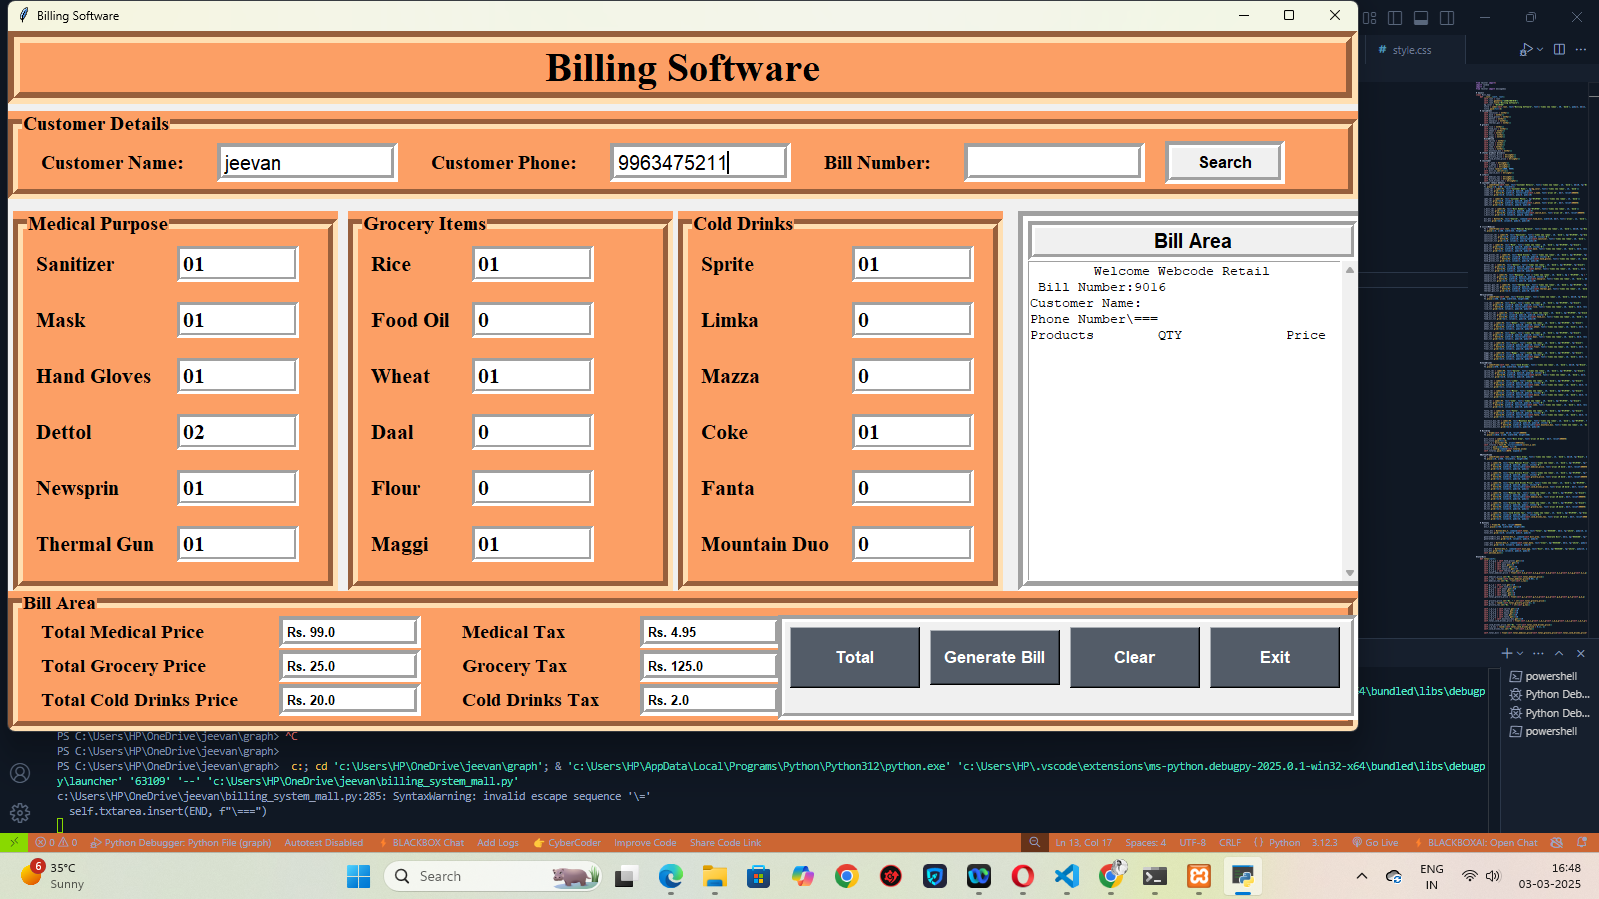 Billing Software
Billing Software
Customer Details
Customer Name: jeevan Customer Phone: 9963475211 Bill Number: Search
Medical Purpose
Sanitizer 01
Mask 01
Hand Gloves 01
Dettol 02
Newsprin 01
Thermal Gun 01
Grocery Items
Rice 01
Food Oil 0
Wheat 01
Daal 0
Flour 0
Maggi 01
Cold Drinks
Sprite 01
Limka 0
Mazza 0
Coke 01
Fanta 0
Mountain Duo 0
Bill Area
Welcome Webcode Retail
Bill Number:9016
Customer Name:
Phone Number\===
Products QTY Price
Bill Area
Total Medical Price Rs. 99.0 Medical Tax Rs. 4.95
Total Grocery Price Rs. 25.0 Grocery Tax Rs. 125.0
Total Cold Drinks Price Rs. 20.0 Cold Drinks Tax Rs. 2.0
Total Generate Bill Clear Exit
# style.css
powershell
Python Deb...
Python Deb...
powershell
4\bundled\libs\debugp
PS C:\Users\HP\OneDrive\jeevan\graph> ^C
PS C:\Users\HP\OneDrive\jeevan\graph>
PS C:\Users\HP\OneDrive\jeevan\graph> c:; cd 'c:\Users\HP\OneDrive\jeevan\graph'; & 'c:\Users\HP\AppData\Local\Programs\Python\Python312\python.exe' 'c:\Users\HP\.vscode\extensions\ms-python.debugpy-2025.0.1-win32-x64\bundled\libs\debugp
y\launcher' '63109' '--' 'c:\Users\HP\OneDrive\jeevan\billing_system_mall.py'
c:\Users\HP\OneDrive\jeevan\billing_system_mall.py:285: SyntaxWarning: invalid escape sequence '\='
self.txtarea.insert(END, f"\===")
0 0 Python Debugger: Python File (graph) Autotest Disabled BLACKBOX Chat Add Logs CyberCoder Improve Code Share Code Link Ln 13, Col 17 Spaces: 4 UTF-8 CRLF { } Python 3.12.3 Go Live BLACKBOXAI: Open Chat
6 35°C
Sunny
Search
ENG
IN
16:48
03-03-2025